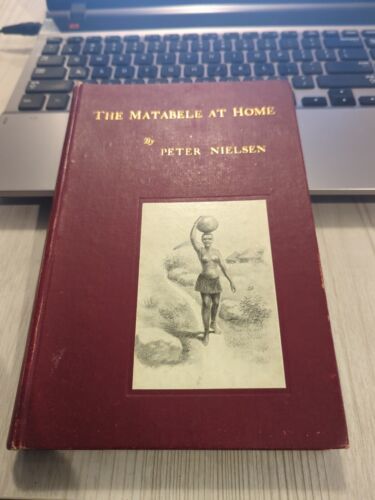 THE MATABELE AT HOME
By
PETER NIELSEN